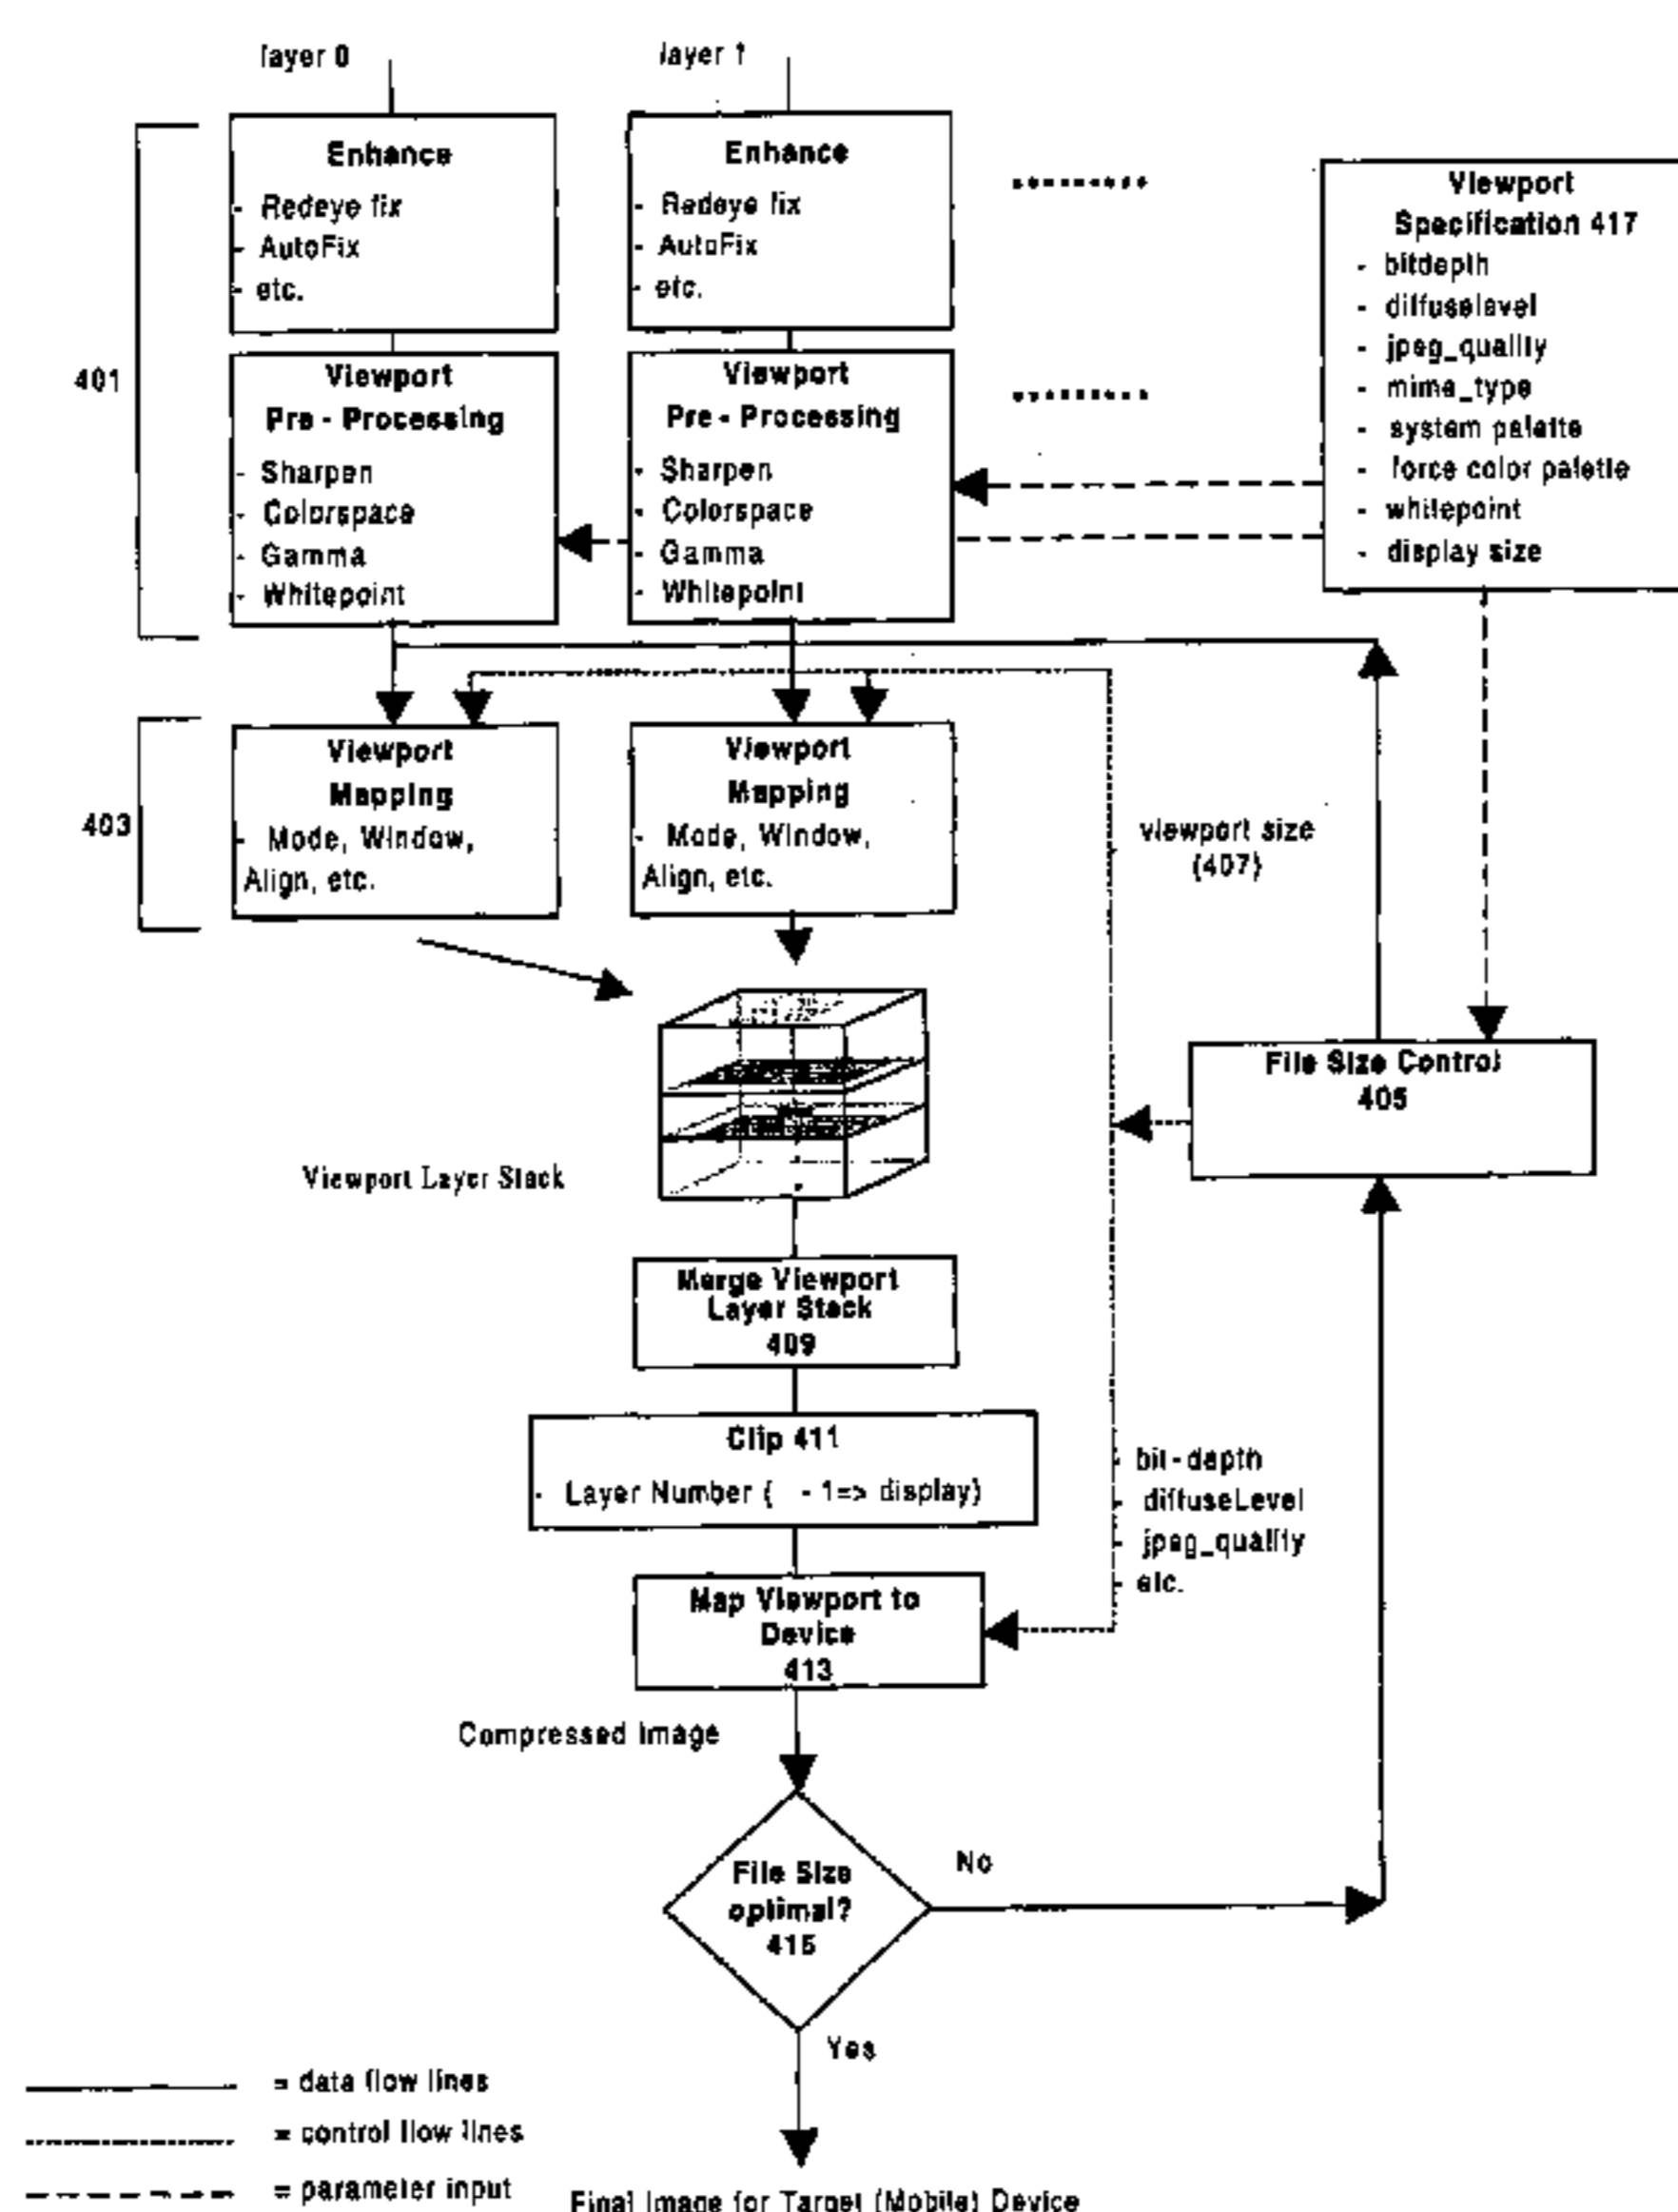 layer 0
layer 1
Enhance
- Redeye fix
- AutoFix
- etc.
Enhance
- Redeye fix
- AutoFix
- etc.
Viewport
Specification 417
- bitdepth
- diffuselevel
- jpeg_quality
- mime_type
- system palette
- force color palette
- whitepoint
- display size
401
Viewport
Pre - Processing
- Sharpen
- Colorspace
- Gamma
- Whitepoint
Viewport
Pre - Processing
- Sharpen
- Colorspace
- Gamma
- Whitepoint
403
Viewport
Mapping
- Mode, Window,
Align, etc.
Viewport
Mapping
- Mode, Window,
Align, etc.
viewport size
(407)
File Size Control
405
Viewport Layer Stack
Merge Viewport
Layer Stack
409
Clip 411
- Layer Number ( - 1=> display)
- bit-depth
- diffuseLevel
- jpeg_quality
- etc.
Map Viewport to
Device
413
Compressed Image
File Size
optimal?
415
No
Yes
= data flow lines
= control flow lines
= parameter input
Final Image for Target (Mobile) Device